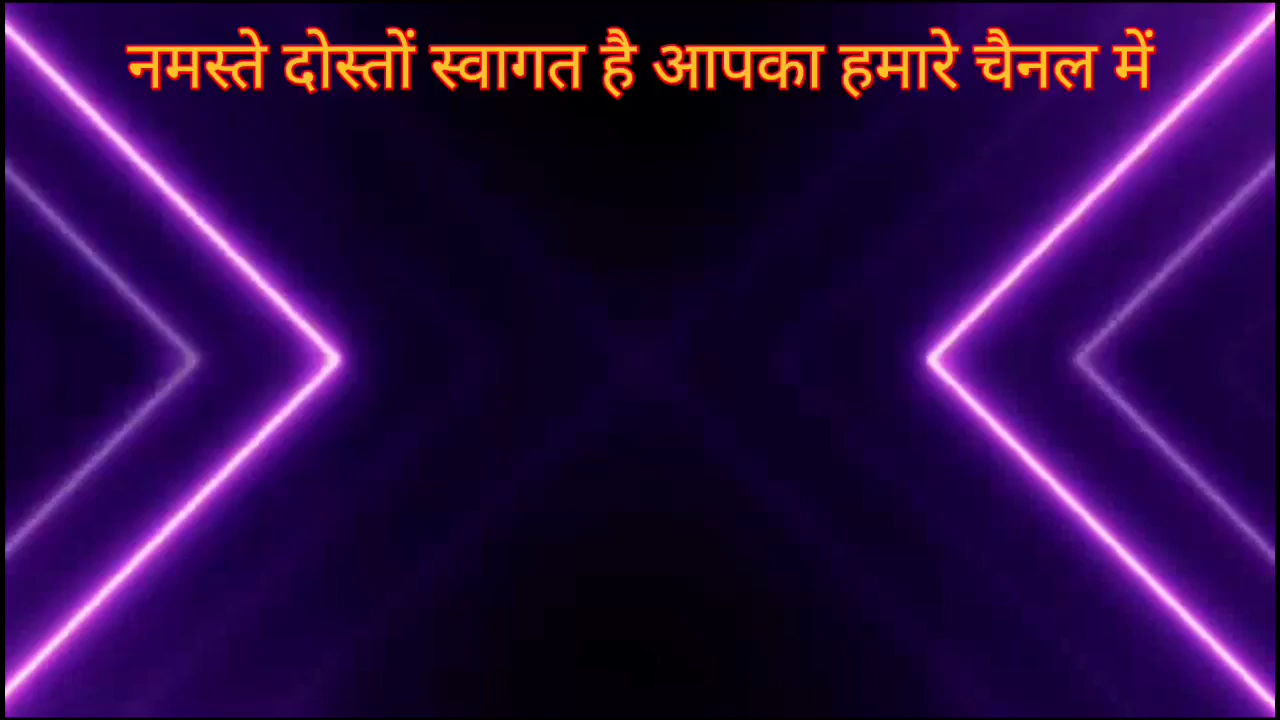 नमस्ते दोस्तों स्वागत है आपका हमारे चैनल में